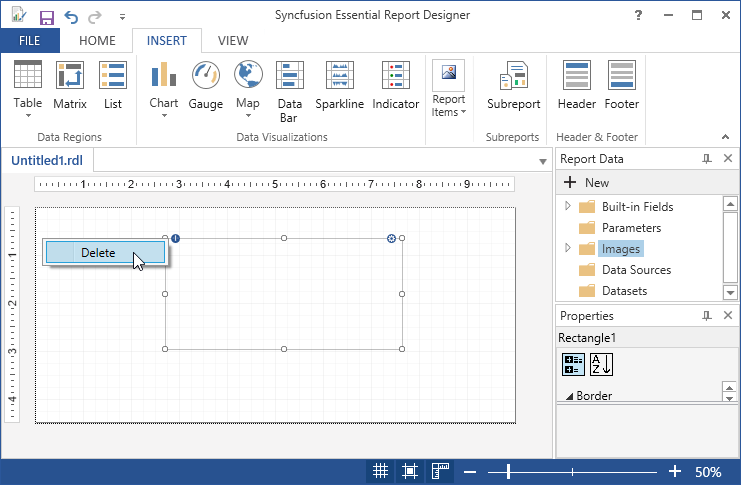 Syncfusion Essential Report Designer
?
FILE HOME INSERT VIEW
Table Matrix List Chart Gauge Map Data Bar Sparkline Indicator Report Items Subreport Header Footer
Data Regions Data Visualizations Subreports Header & Footer
Untitled1.rdl
1 2 3 4 5 6 7 8 9
1
2
3
4
Delete
Report Data
New
Built-in Fields
Parameters
Images
Data Sources
Datasets
Properties
Rectangle1
A
Z
Border
50%